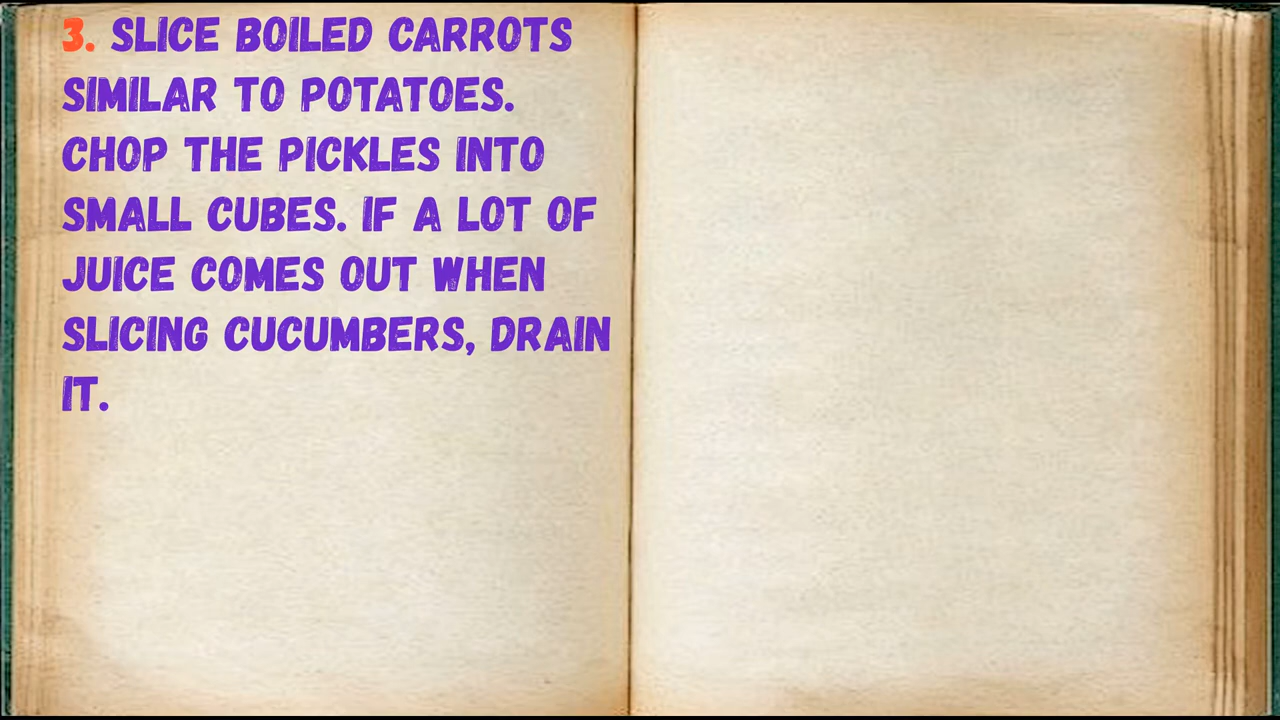 3. SLICE BOILED CARROTS
SIMILAR TO POTATOES.
CHOP THE PICKLES INTO
SMALL CUBES. IF A LOT OF
JUICE COMES OUT WHEN
SLICING CUCUMBERS, DRAIN
IT.